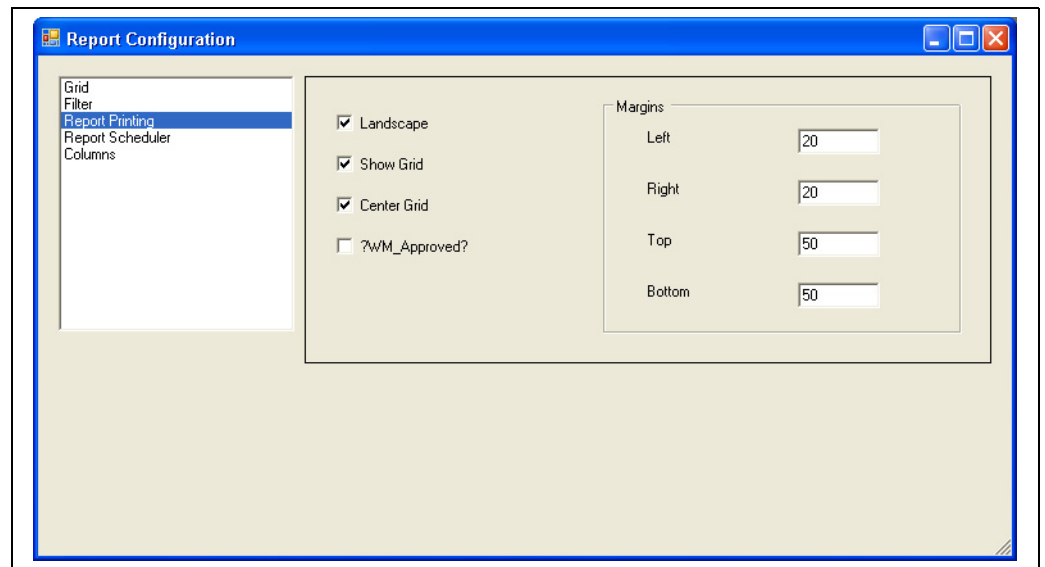 Report Configuration
Grid
Filter
Report Printing
Report Scheduler
Columns
Landscape
Show Grid
Center Grid
?WM_Approved?
Margins
Left 20
Right 20
Top 50
Bottom 50